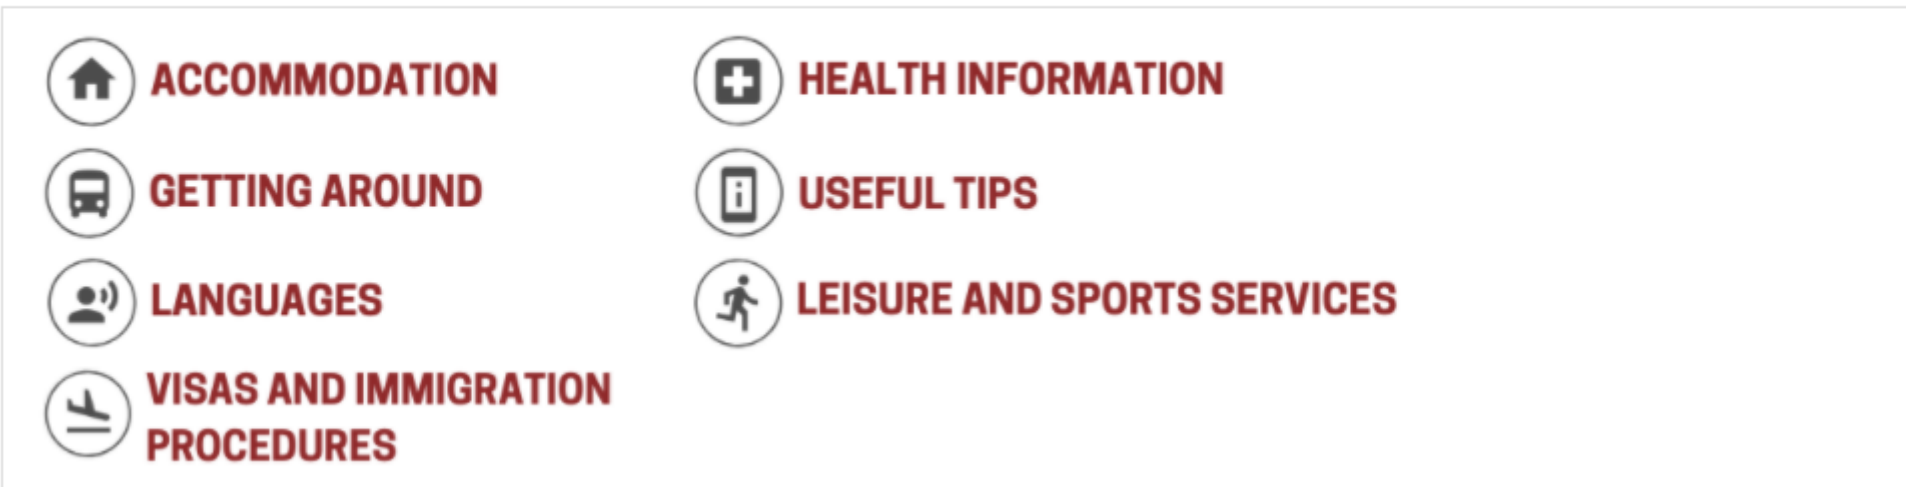 ACCOMMODATION
GETTING AROUND
LANGUAGES
VISAS AND IMMIGRATION
PROCEDURES
HEALTH INFORMATION
USEFUL TIPS
LEISURE AND SPORTS SERVICES